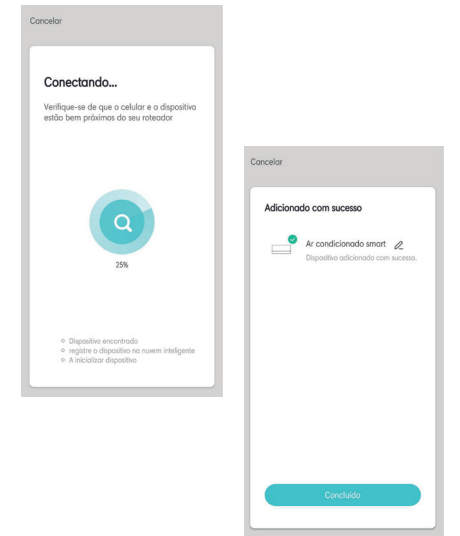 Cancelar
Conectando...
Verifique-se de que o celular e o dispositivo
estão bem próximos do seu roteador
25%
Dispositivo encontrado
registre o dispositivo na nuvem inteligente
A inicializar dispositivo
Cancelar
Adicionado com sucesso
Ar condicionado smart
Dispositivo adicionado com sucesso.
Concluído